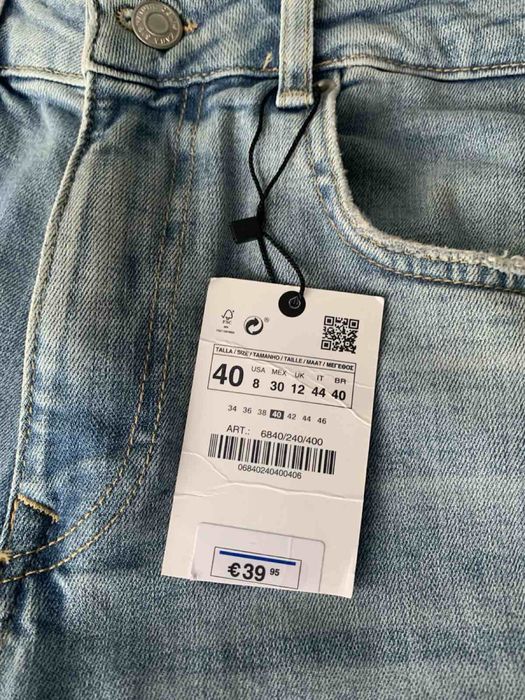 FSC
TALLA / SIZE / TAMANHO / TAILLE / MAAT / ΜΕΓΕΘΟΣ
40 USA MEX UK IT BR
8 30 12 44 40
34 36 38 40 42 44 46
ART.: 6840/240/400
06840240400406
€39 95